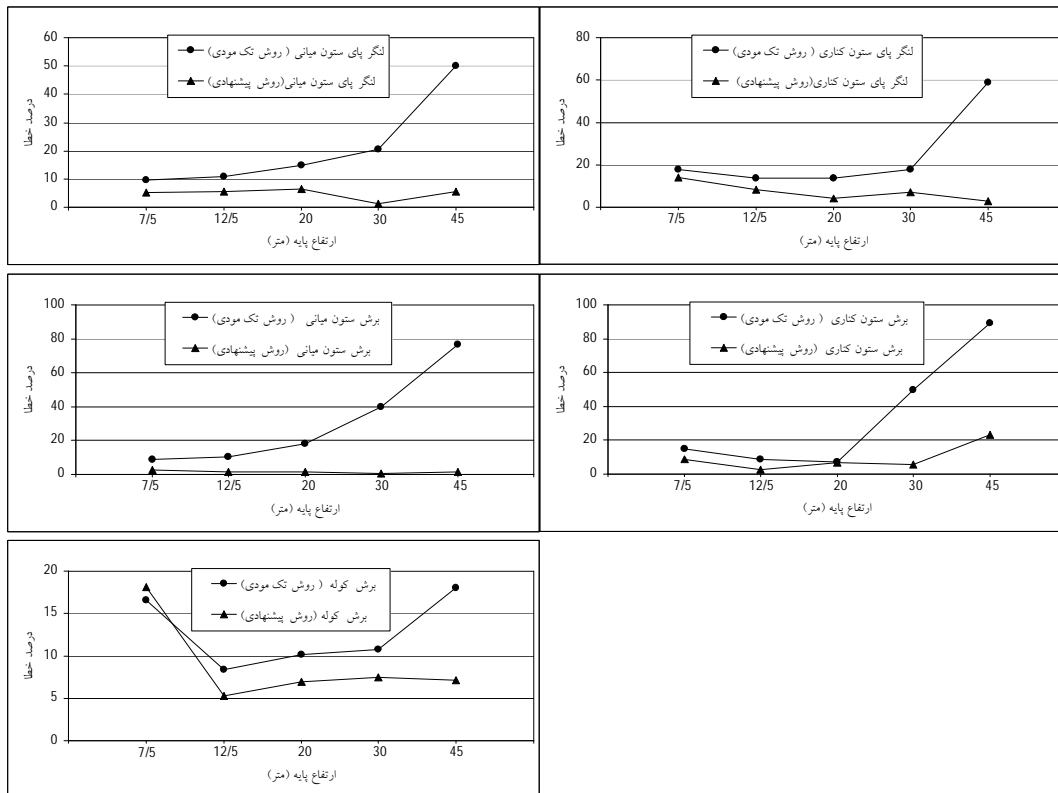 60
50
40
30
20
10
0
درصد خطا
لنگر پای ستون میانی ( روش تک مودی)
لنگر پای ستون میانی(روش پیشنهادی)
7/5 12/5 20 30 45
ارتفاع پایه (متر)
80
60
40
20
0
درصد خطا
لنگر پای ستون کناری ( روش تک مودی)
لنگر پای ستون کناری(روش پیشنهادی)
7/5 12/5 20 30 45
ارتفاع پایه (متر)
100
80
60
40
20
0
درصد خطا
برش ستون میانی ( روش تک مودی)
برش ستون میانی (روش پیشنهادی)
7/5 12/5 20 30 45
ارتفاع پایه (متر)
100
80
60
40
20
0
درصد خطا
برش ستون کناری ( روش تک مودی)
برش ستون کناری (روش پیشنهادی)
7/5 12/5 20 30 45
ارتفاع پایه (متر)
20
15
10
5
0
درصد خطا
برش کوله ( روش تک مودی)
برش کوله (روش پیشنهادی)
7/5 12/5 20 30 45
ارتفاع پایه (متر)